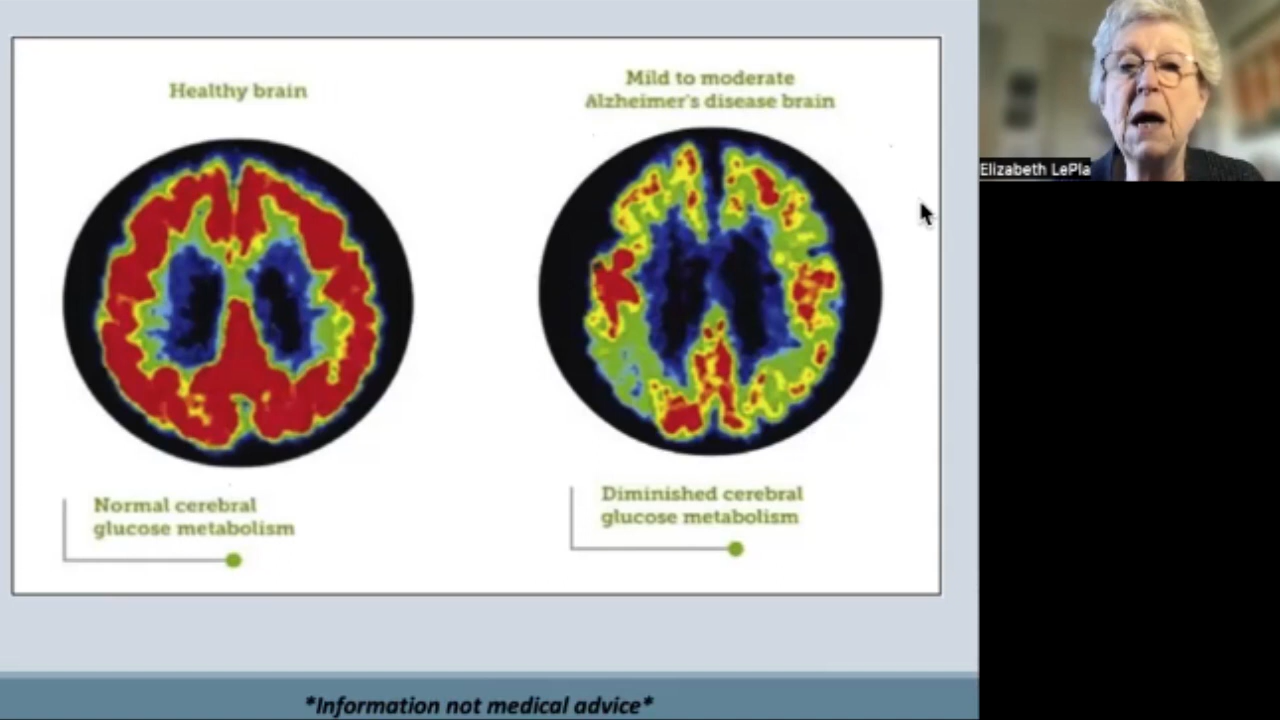 Healthy brain
Mild to moderate
Alzheimer's disease brain
Normal cerebral
glucose metabolism
Diminished cerebral
glucose metabolism
*Information not medical advice*
Elizabeth LePla